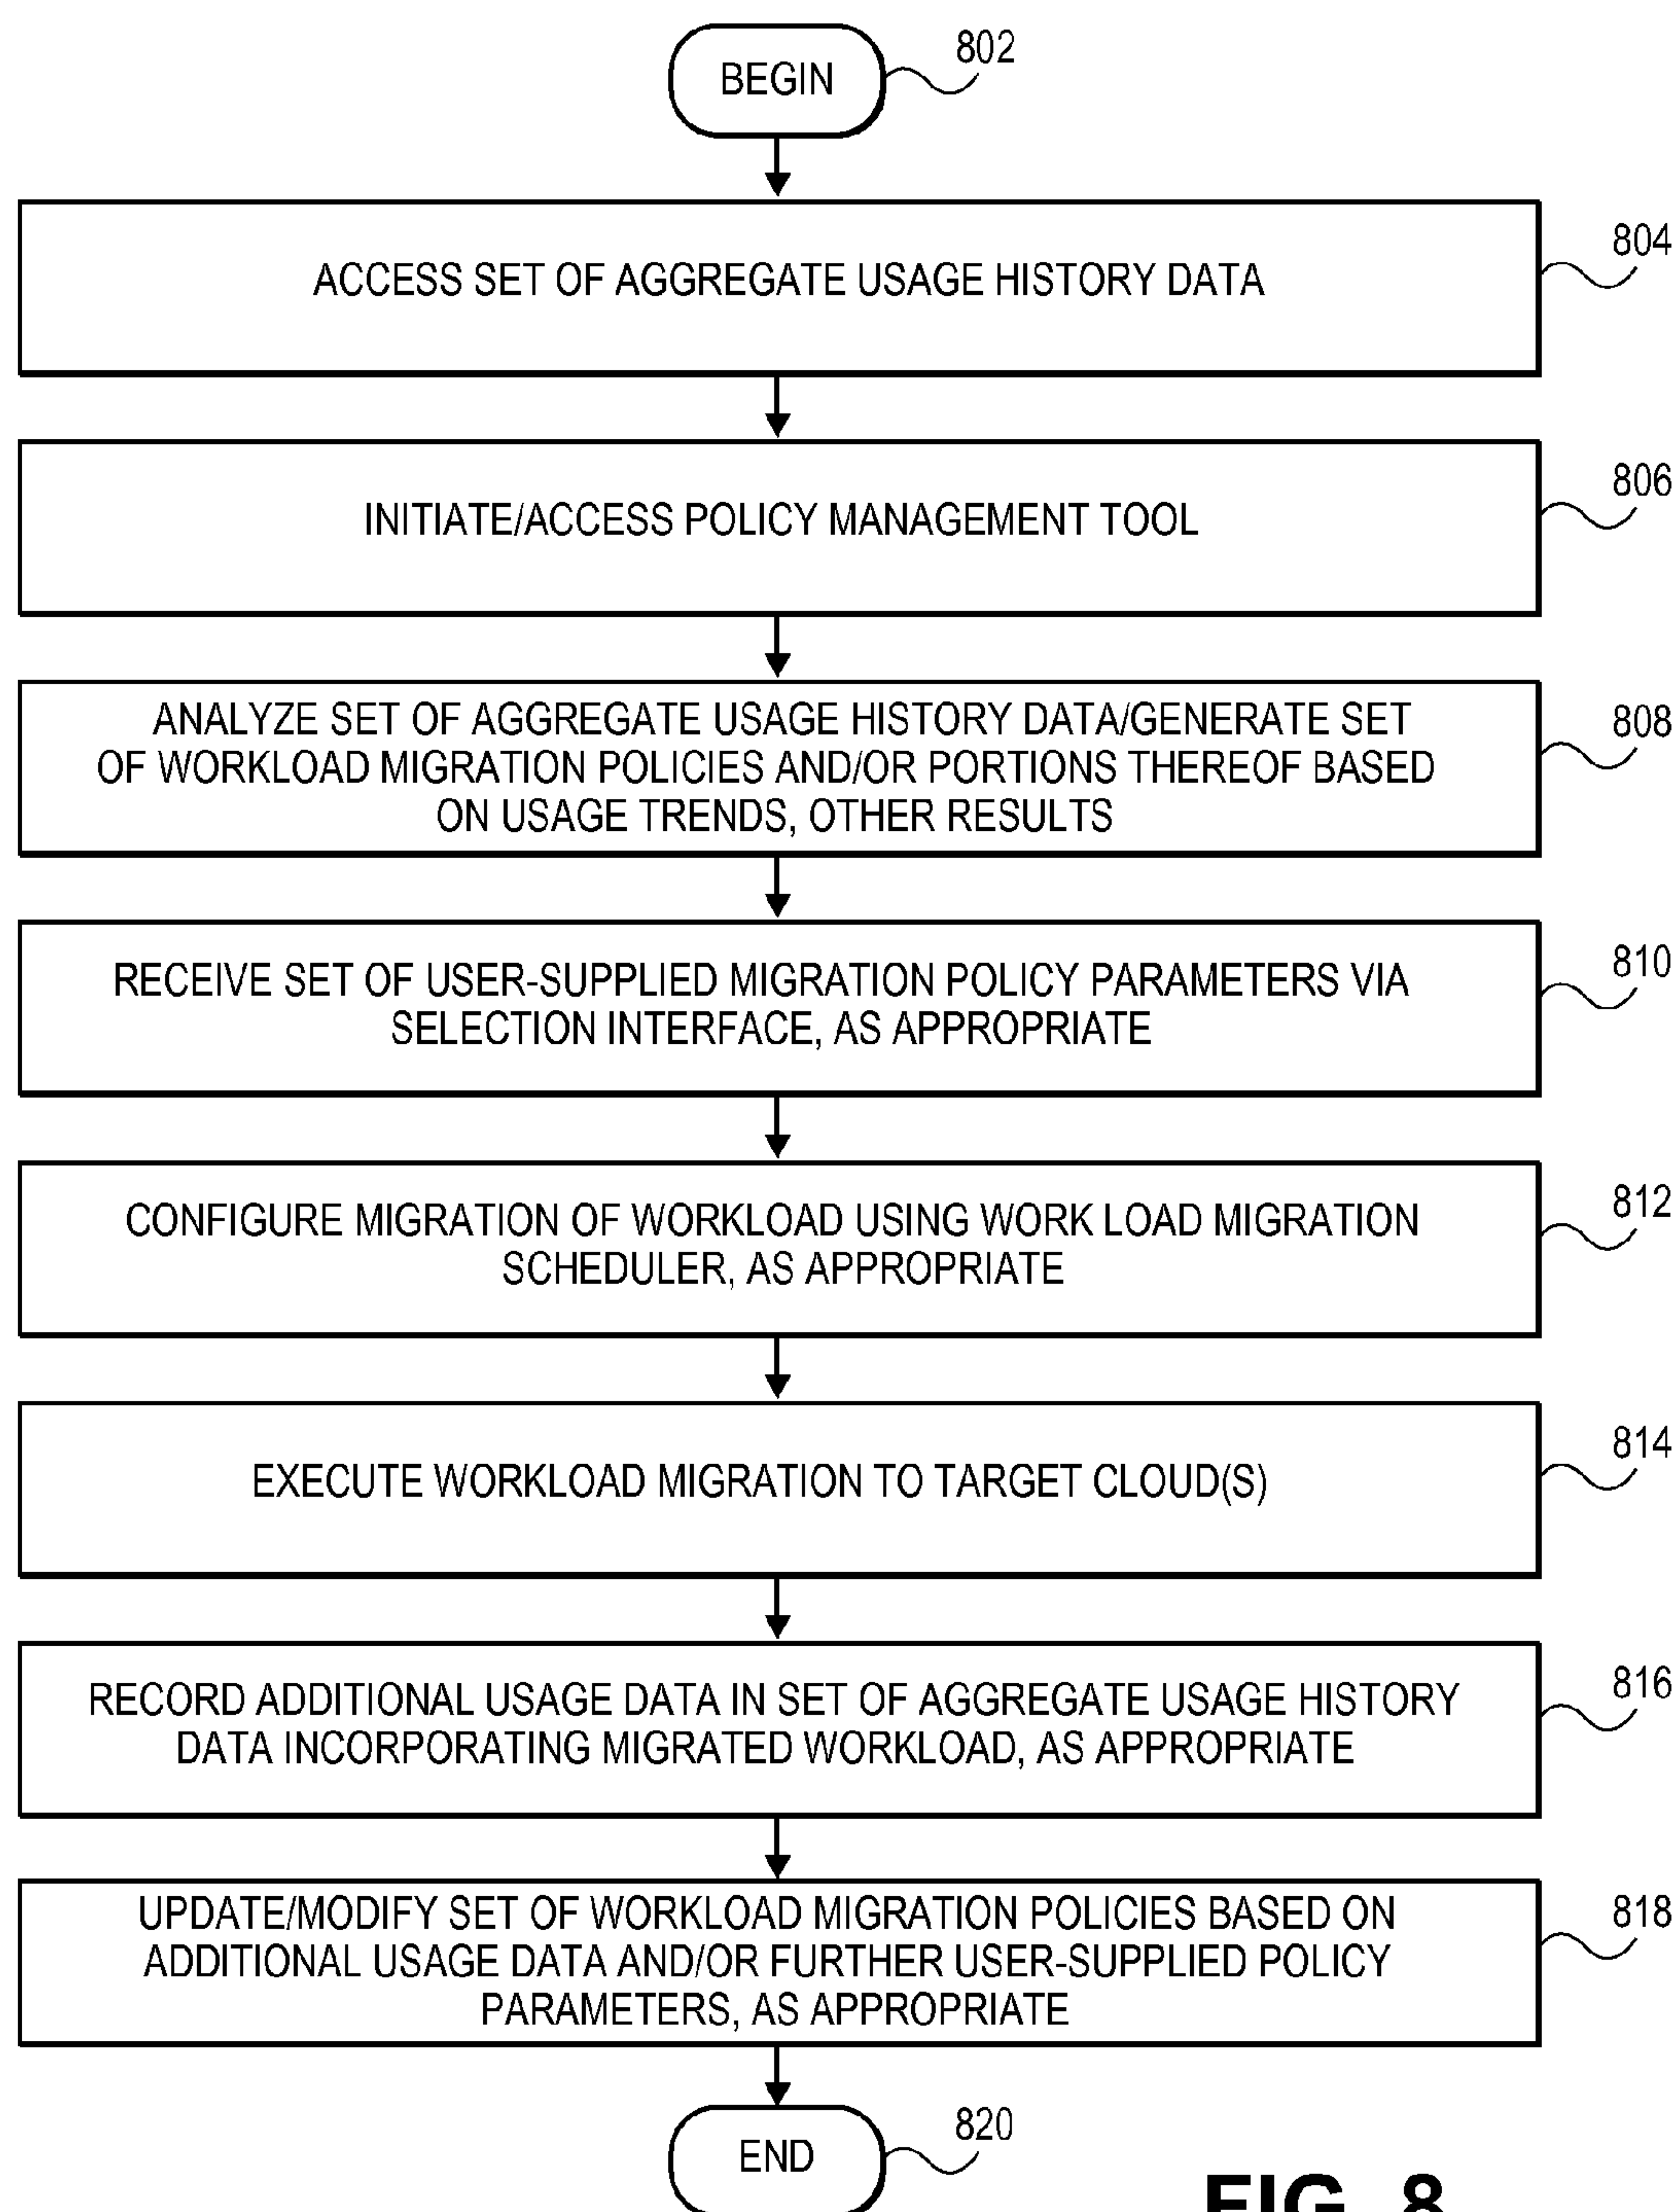 BEGIN
802
ACCESS SET OF AGGREGATE USAGE HISTORY DATA
804
INITIATE/ACCESS POLICY MANAGEMENT TOOL
806
ANALYZE SET OF AGGREGATE USAGE HISTORY DATA/GENERATE SET
OF WORKLOAD MIGRATION POLICIES AND/OR PORTIONS THEREOF BASED
ON USAGE TRENDS, OTHER RESULTS
808
RECEIVE SET OF USER-SUPPLIED MIGRATION POLICY PARAMETERS VIA
SELECTION INTERFACE, AS APPROPRIATE
810
CONFIGURE MIGRATION OF WORKLOAD USING WORK LOAD MIGRATION
SCHEDULER, AS APPROPRIATE
812
EXECUTE WORKLOAD MIGRATION TO TARGET CLOUD(S)
814
RECORD ADDITIONAL USAGE DATA IN SET OF AGGREGATE USAGE HISTORY
DATA INCORPORATING MIGRATED WORKLOAD, AS APPROPRIATE
816
UPDATE/MODIFY SET OF WORKLOAD MIGRATION POLICIES BASED ON
ADDITIONAL USAGE DATA AND/OR FURTHER USER-SUPPLIED POLICY
PARAMETERS, AS APPROPRIATE
818
END
820
FIG. 8